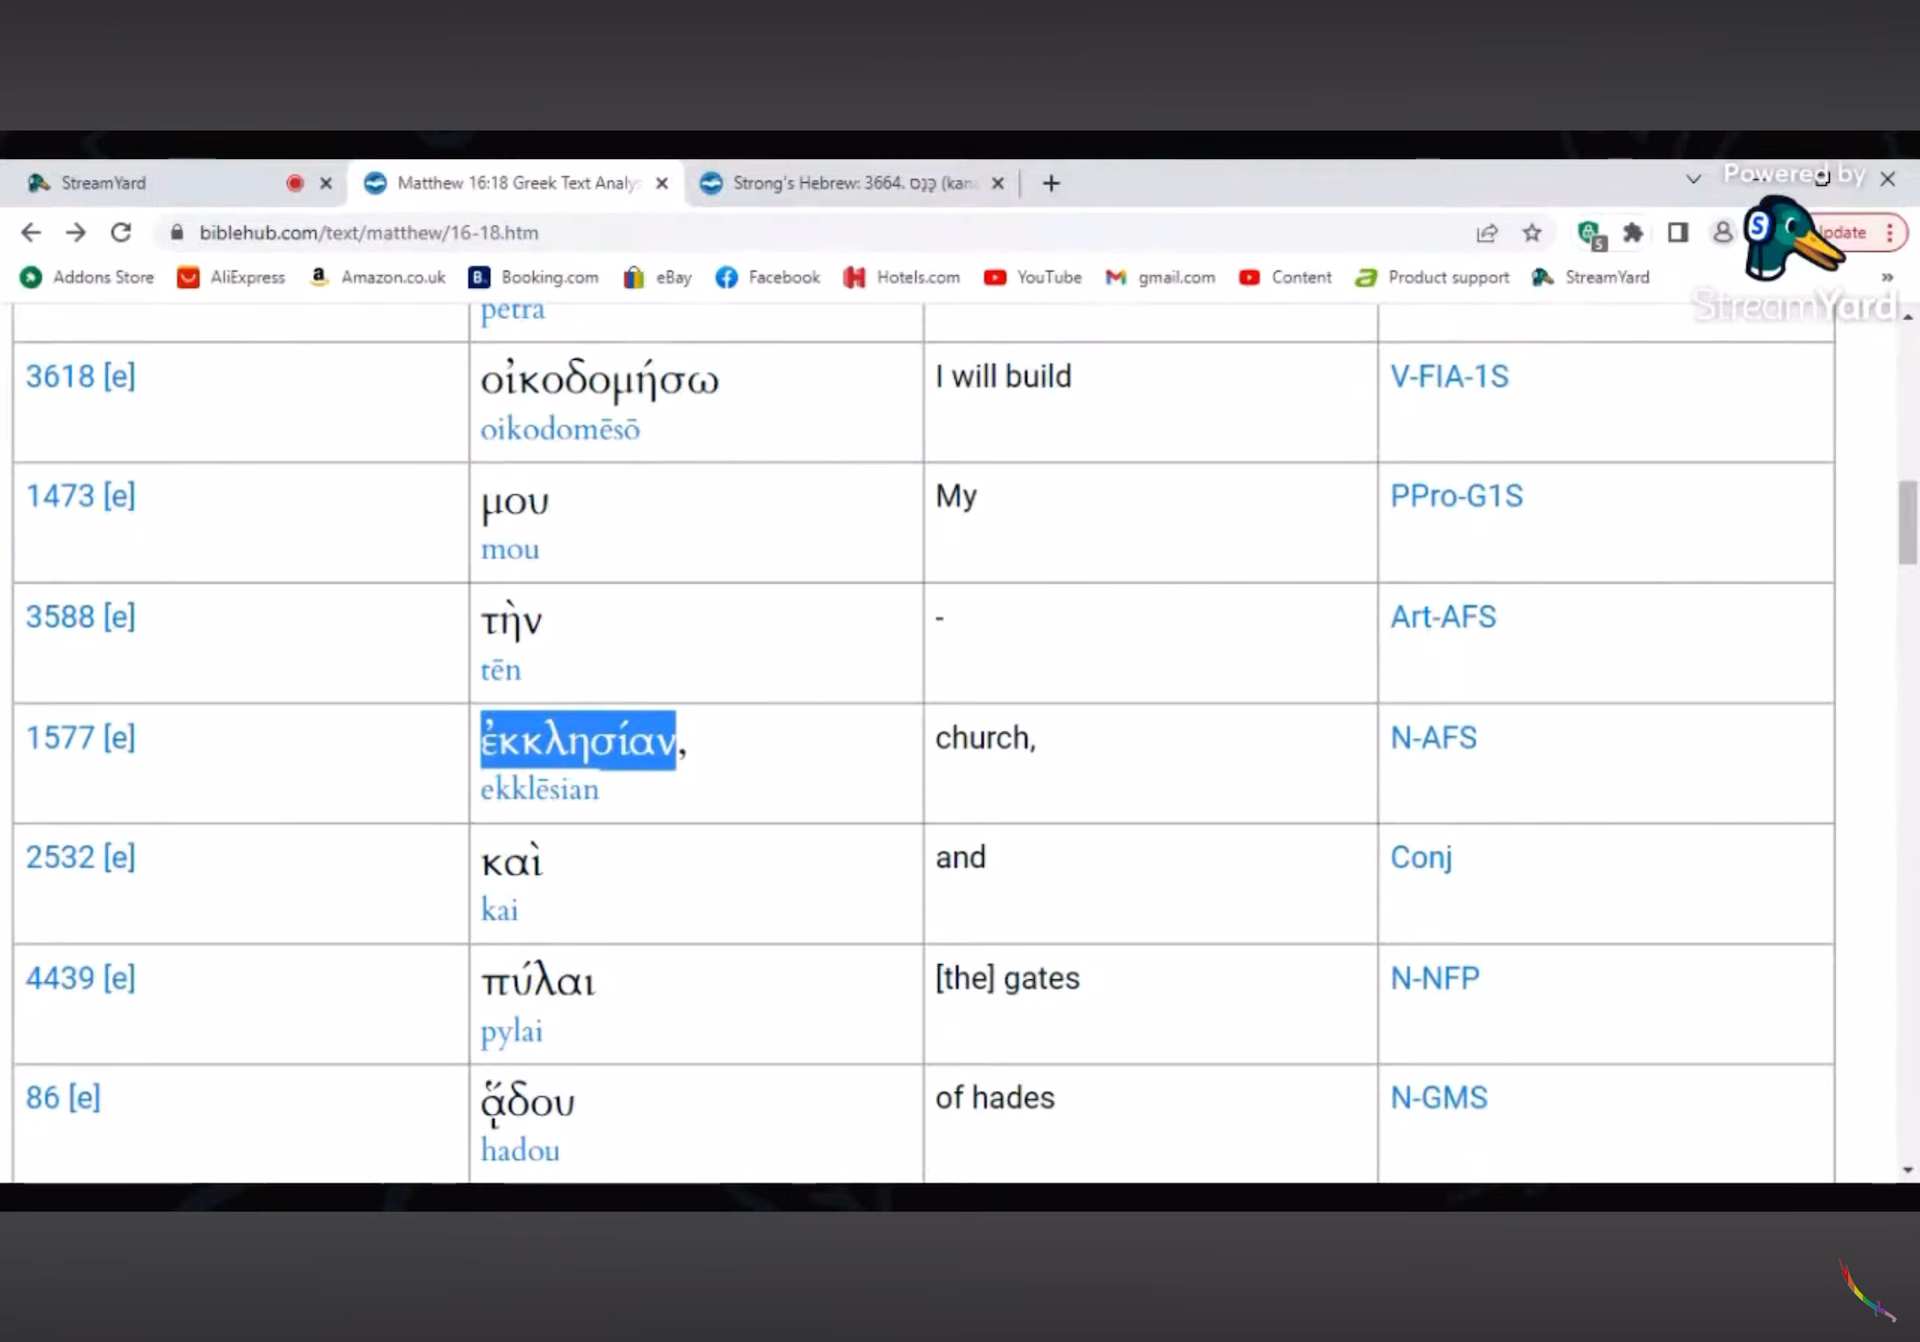 Powered by
StreamYard
StreamYard Matthew 16:18 Greek Text Analys Strong's Hebrew: 3664. כָּנַס (kan
biblehub.com/text/matthew/16-18.htm
Addons Store AliExpress Amazon.co.uk Booking.com eBay Facebook Hotels.com YouTube gmail.com Content Product support StreamYard »
petra
3618 [e] οἰκοδομήσω I will build V-FIA-1S
oikodomēsō
1473 [e] μου My PPro-G1S
mou
3588 [e] τὴν - Art-AFS
tēn
1577 [e] ἐκκλησίαν, church, N-AFS
ekklēsian
2532 [e] καὶ and Conj
kai
4439 [e] πύλαι [the] gates N-NFP
pylai
86 [e] ᾅδου of hades N-GMS
hadou